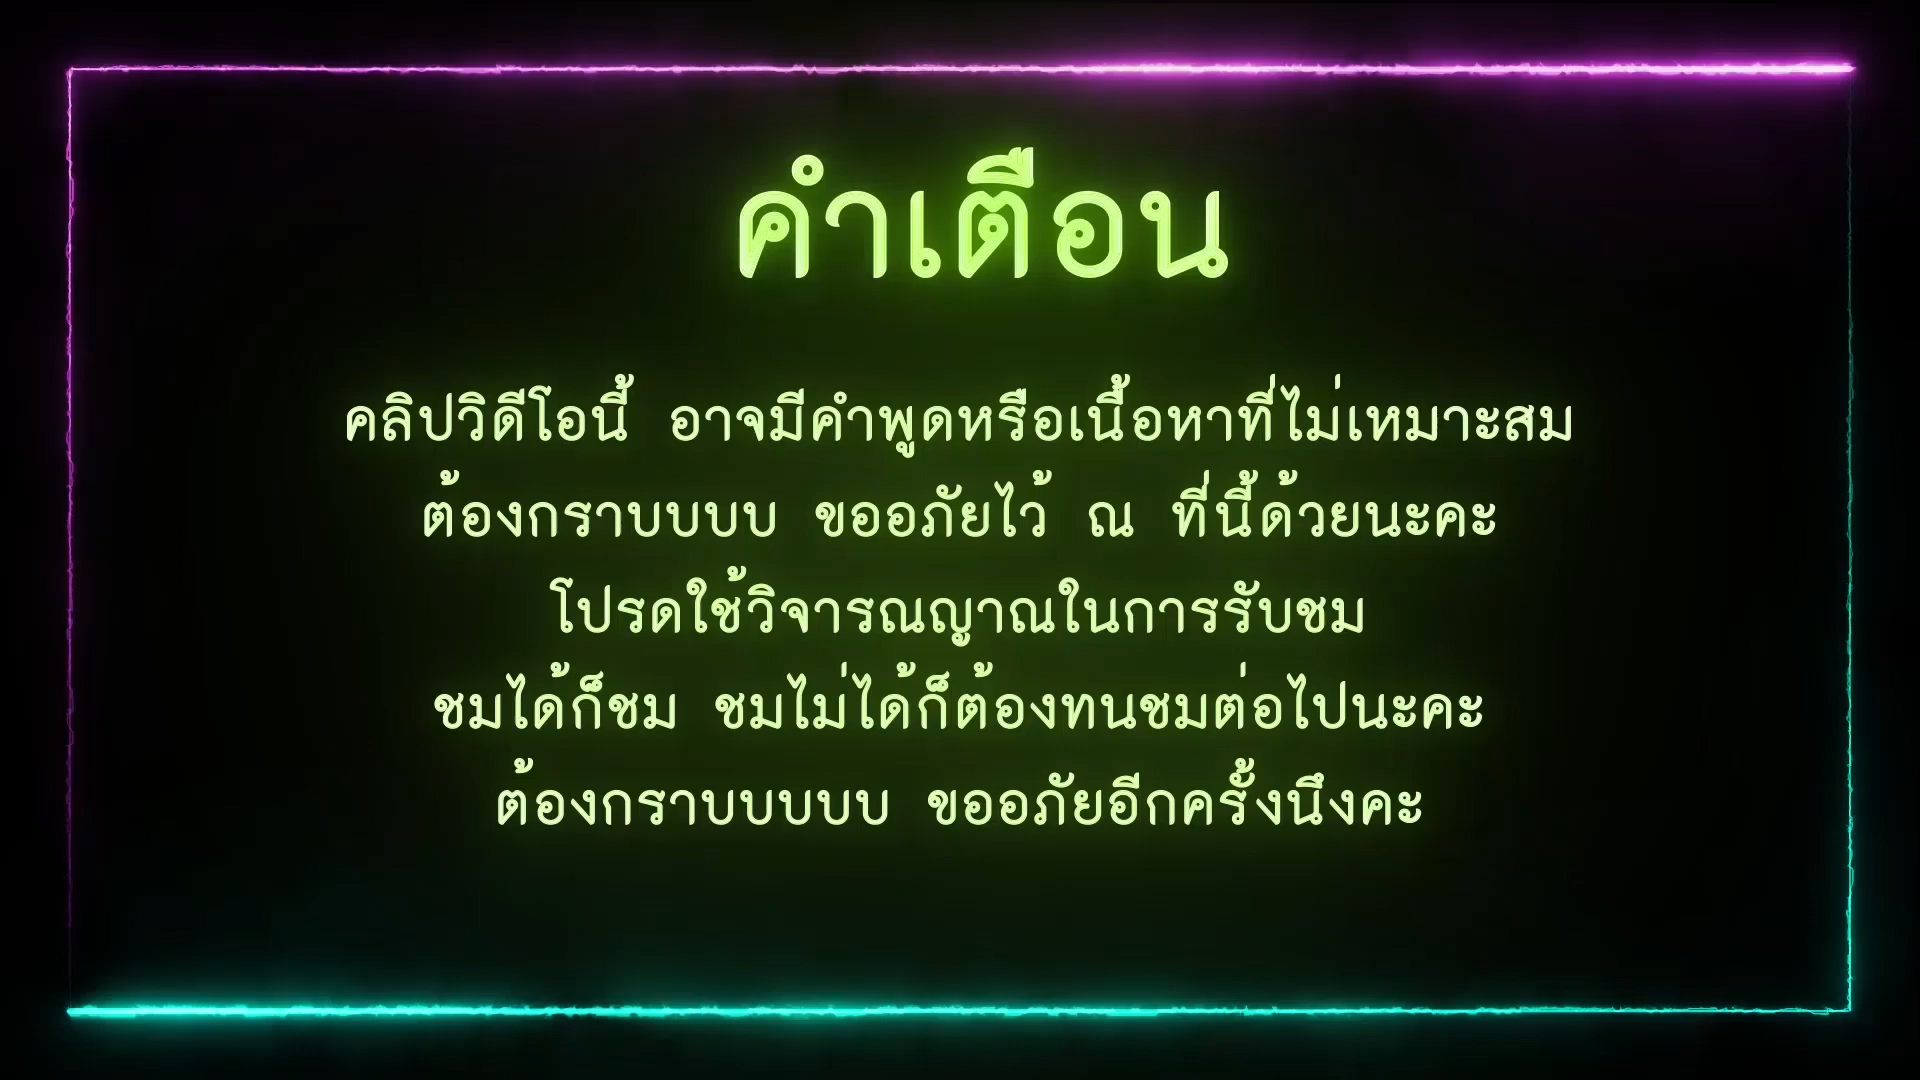 คำเตือน
คลิปวิดีโอนี้ อาจมีคำพูดหรือเนื้อหาที่ไม่เหมาะสม
ต้องกราบบบบ ขออภัยไว้ ณ ที่นี้ด้วยนะคะ
โปรดใช้วิจารณญาณในการรับชม
ชมได้ก็ชม ชมไม่ได้ก็ต้องทนชมต่อไปนะคะ
ต้องกราบบบบบ ขออภัยอีกครั้งนึงคะ